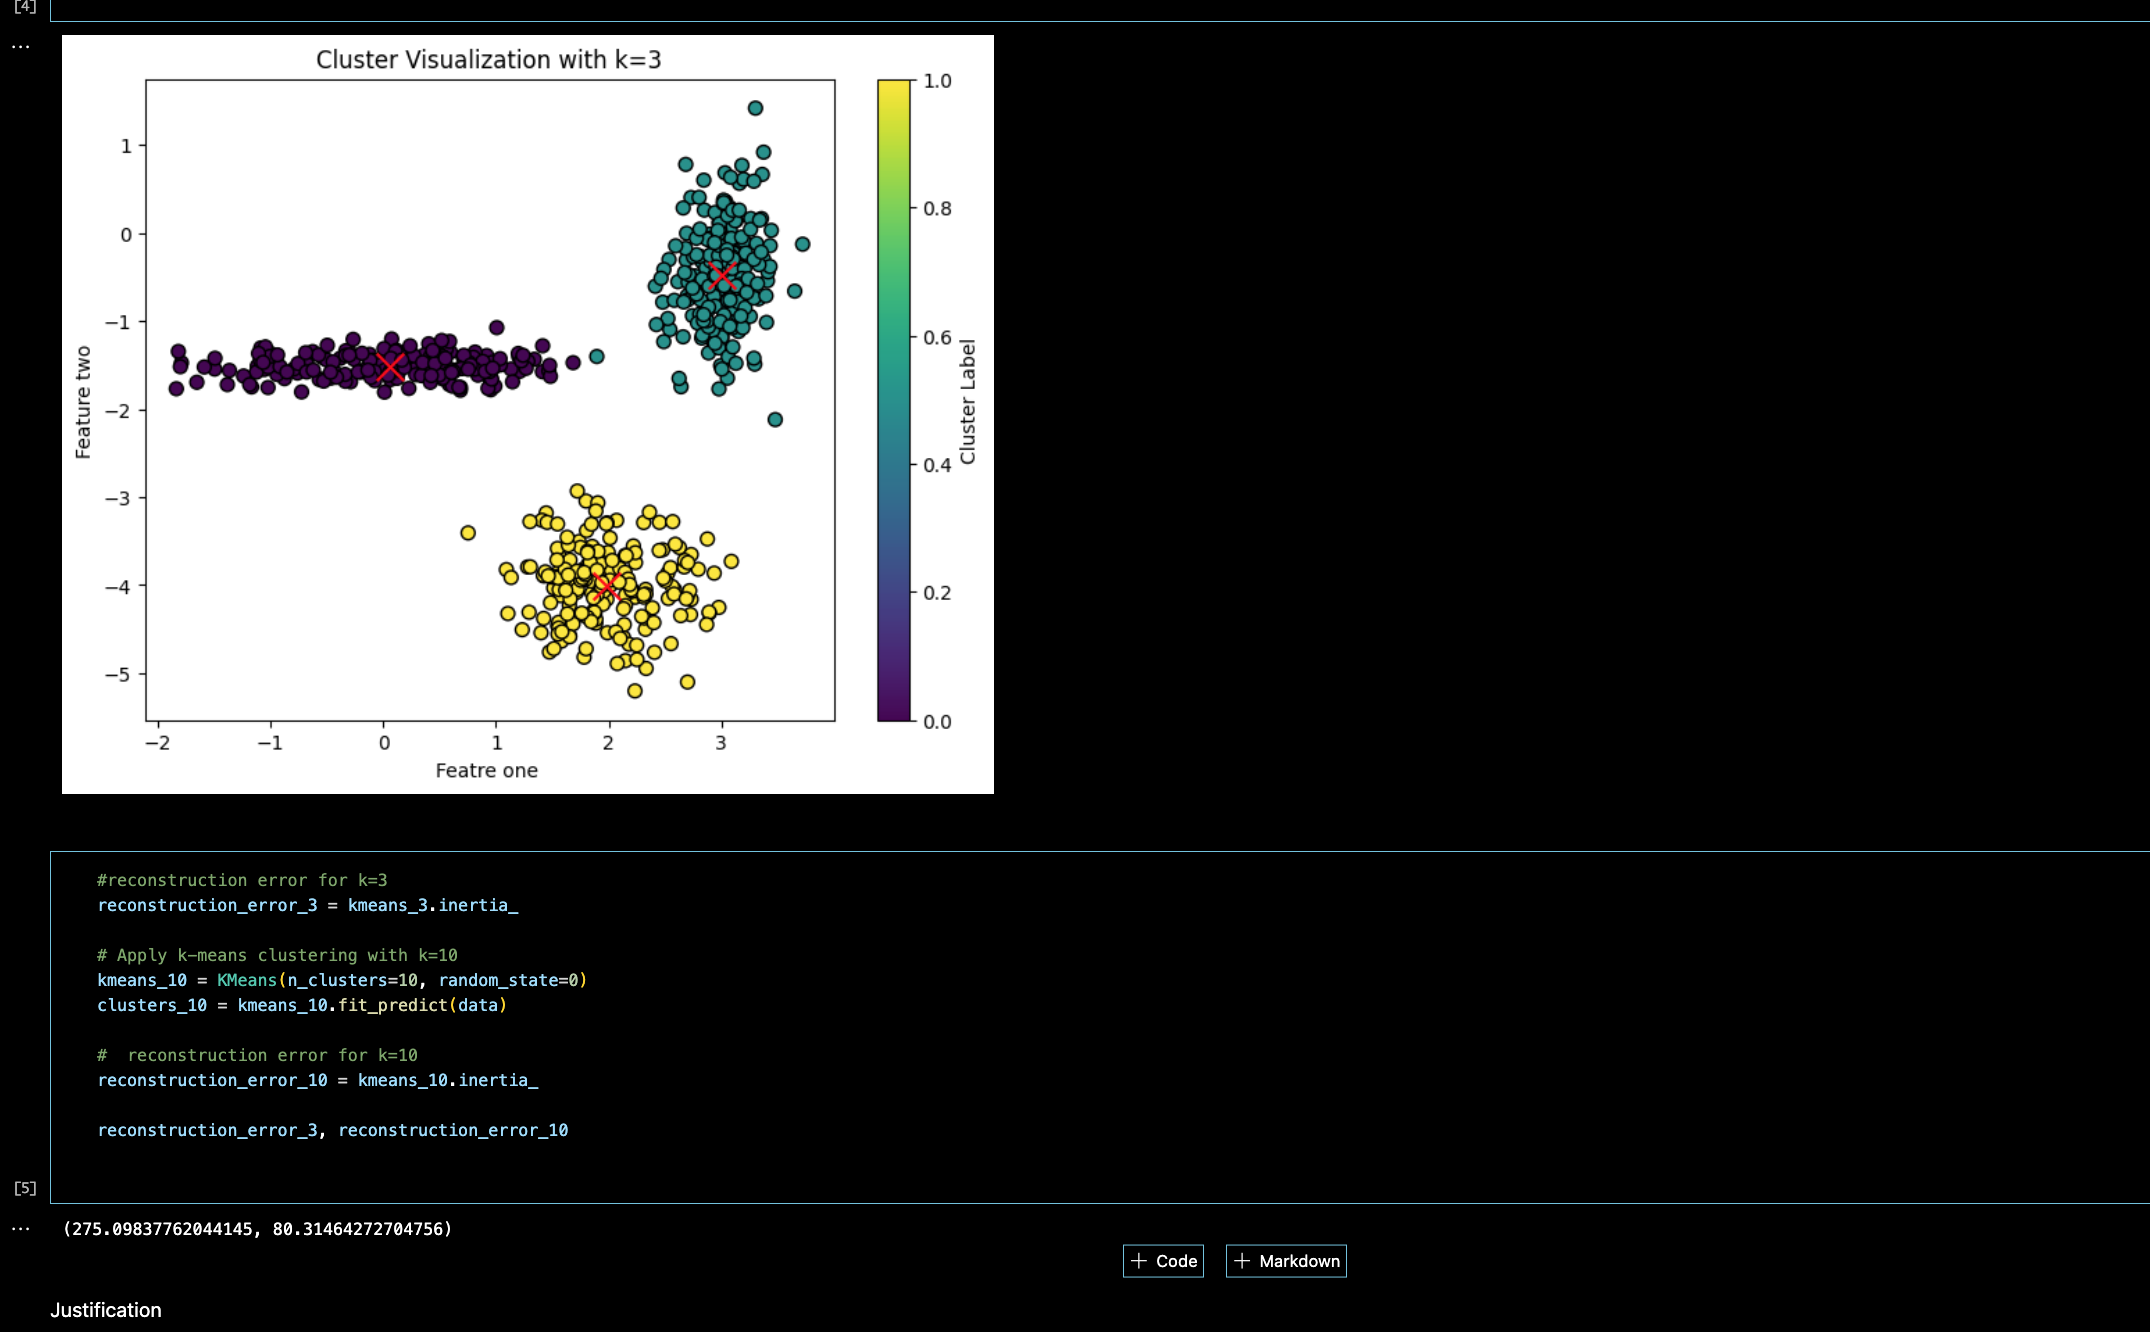 [4]
...
Cluster Visualization with k=3
1
0
−1
−2
−3
−4
−5
Feature two
−2 −1 0 1 2 3
Featre one
1.0
0.8
0.6
0.4
0.2
0.0
Cluster Label
#reconstruction error for k=3
reconstruction_error_3 = kmeans_3.inertia_
# Apply k-means clustering with k=10
kmeans_10 = KMeans(n_clusters=10, random_state=0)
clusters_10 = kmeans_10.fit_predict(data)
#  reconstruction error for k=10
reconstruction_error_10 = kmeans_10.inertia_
reconstruction_error_3, reconstruction_error_10
[5]
...
(275.09837762044145, 80.31464272704756)
+ Code + Markdown
Justification